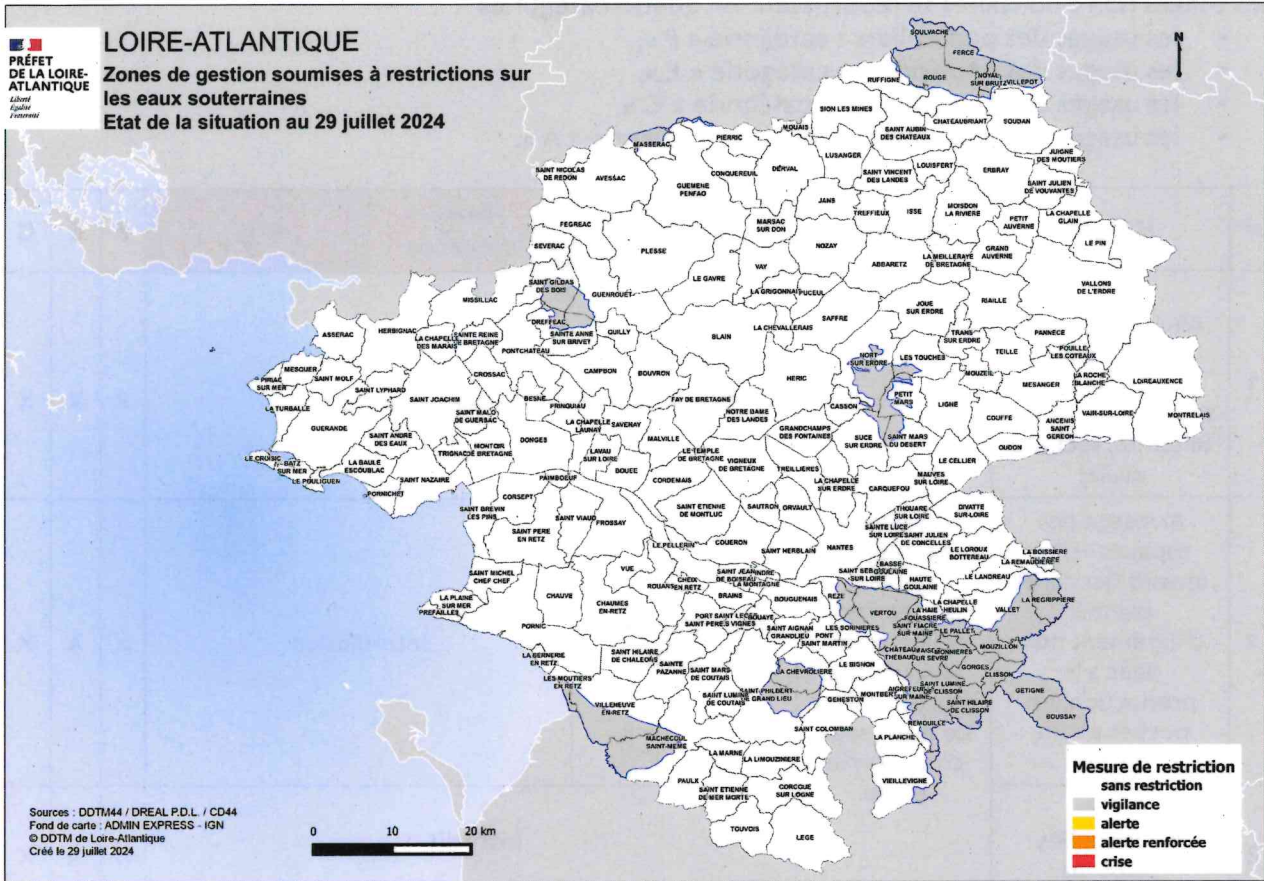 PRÉFET
DE LA LOIRE-
ATLANTIQUE
Liberté
Égalité
Fraternité
LOIRE-ATLANTIQUE
Zones de gestion soumises à restrictions sur
les eaux souterraines
Etat de la situation au 29 juillet 2024
N
SOULVACHE
FERCE
ROUGE
NOYAL
SUR BRUTZ
VILLEPOT
RUFFIGNE
SION LES MINES
SAINT AUBIN
DES CHATEAUX
CHATEAUBRIANT
SOUDAN
MOUAIS
PIERRIC
MASSERAC
CONQUEREUIL
DERVAL
LUSANGER
LOUISFERT
SAINT VINCENT
DES LANDES
ERBRAY
JUIGNE
DES MOUTIERS
SAINT JULIEN
DE VOUVANTES
SAINT NICOLAS
DE REDON
AVESSAC
GUEMENE
PENFAO
JANS
TREFFIEUX
ISSE
MOISDON
LA RIVIERE
PETIT
AUVERNE
LA CHAPELLE
GLAIN
LE PIN
FEGREAC
MARSAC
SUR DON
NOZAY
ABBARETZ
LA MEILLERAYE
DE BRETAGNE
GRAND
AUVERNE
VALLONS
DE L'ERDRE
SEVERAC
PLESSE
LE GAVRE
VAY
LA GRIGONNAIS
PUCEUL
SAINT GILDAS
DES BOIS
GUENROUET
MISSILLAC
DREFFEAC
SAINTE ANNE
SUR BRIVET
QUILLY
BLAIN
LA CHEVALLERAIS
SAFFRE
JOUE
SUR ERDRE
RIAILLE
TRANS
SUR ERDRE
PANNECE
TEILLE
POUILLE
LES COTEAUX
ASSERAC
HERBIGNAC
LA CHAPELLE
DES MARAIS
SAINTE REINE
DE BRETAGNE
PONTCHATEAU
NORT
SUR ERDRE
LES TOUCHES
MOUZEIL
MESANGER
LA ROCHE
BLANCHE
LOIREAUXENCE
MESQUER
PIRIAC
SUR MER
SAINT MOLF
SAINT LYPHARD
CROSSAC
CAMPBON
BOUVRON
HERIC
PETIT
MARS
LIGNE
COUFFE
ANCENIS
SAINT
GEREON
VAIR-SUR-LOIRE
MONTRELAIS
LA TURBALLE
GUERANDE
SAINT JOACHIM
SAINT MALO
DE GUERSAC
BESNE
PRINQUIAU
LA CHAPELLE
LAUNAY
SAVENAY
FAY DE BRETAGNE
NOTRE DAME
DES LANDES
CASSON
SUCE
SUR ERDRE
SAINT MARS
DU DESERT
OUDON
SAINT ANDRE
DES EAUX
TRIGNAC
MONTOIR
DE BRETAGNE
DONGES
LAVAU
SUR LOIRE
MALVILLE
BOUEE
LE TEMPLE
DE BRETAGNE
VIGNEUX
DE BRETAGNE
GRANDCHAMPS
DES FONTAINES
TREILLIERES
LE CELLIER
MAUVES
SUR LOIRE
LE CROISIC
BATZ
SUR MER
LE POULIGUEN
LA BAULE
ESCOUBLAC
PORNICHET
SAINT NAZAIRE
PAIMBOEUF
CORDEMAIS
LA CHAPELLE
SUR ERDRE
CARQUEFOU
CORSEPT
SAINT BREVIN
LES PINS
SAINT VIAUD
FROSSAY
SAINT ETIENNE
DE MONTLUC
SAUTRON
ORVAULT
THOUARE
SUR LOIRE
DIVATTE
SUR-LOIRE
SAINT PERE
EN RETZ
LE PELLERIN
COUERON
SAINT HERBLAIN
NANTES
SAINTE LUCE
SUR LOIRE
SAINT JULIEN
DE CONCELLES
LE LOROUX
BOTTEREAU
LA BOISSIERE
LA REMAUDIERE
SAINT MICHEL
CHEF CHEF
VUE
ROUANS
CHEIX
EN RETZ
SAINT JEAN
DE BOISEAU
INDRE
LA MONTAGNE
SAINT SEB
SUR LOIRE
BASSE
GOULAINE
HAUTE
GOULAINE
LE LANDREAU
LA PLAINE
SUR MER
PREFAILLES
CHAUVE
CHAUMES
EN-RETZ
BRAINS
BOUGUENAIS
REZE
VERTOU
LA HAIE
FOUASSIERE
LA CHAPELLE
HEULIN
VALLET
LA REGRIPPIERE
PORNIC
PORT SAINT PERE
BOUAYE
SAINT AIGNAN
GRANDLIEU
PONT
SAINT MARTIN
LES SORINIERES
SAINT FIACRE
SUR MAINE
LE PALLET
LA BERNERIE
EN RETZ
SAINT HILAIRE
DE CHALEONS
SAINTE
PAZANNE
SAINT MARS
DE COUTAIS
LA CHEVROLIERE
LE BIGNON
CHATEAU
THEBAUD
MAISDON
SUR SEVRE
MONNIERES
MOUZILLON
GORGES
CLISSON
LES MOUTIERS
EN RETZ
VILLENEUVE
EN-RETZ
SAINT LUMINE
DE COUTAIS
SAINT-PHILBERT
GRAND LIEU
GENESTON
MONTBERT
AIGREFEUILLE
SUR MAINE
SAINT LUMINE
DE CLISSON
SAINT HILAIRE
DE CLISSON
GETIGNE
BOUSSAY
MACHECOUL
SAINT-MEME
SAINT COLOMBAN
REMOUILLE
LA PLANCHE
LA MARNE
LA LIMOUZINIERE
VIEILLEVIGNE
PAULX
SAINT ETIENNE
DE MER MORTE
CORCOUE
SUR LOGNE
TOUVOIS
LEGE
Mesure de restriction
sans restriction
vigilance
alerte
alerte renforcée
crise
Sources : DDTM44 / DREAL P.D.L. / CD44
Fond de carte : ADMIN EXPRESS - IGN
© DDTM de Loire-Atlantique
Créé le 29 juillet 2024
0 10 20 km